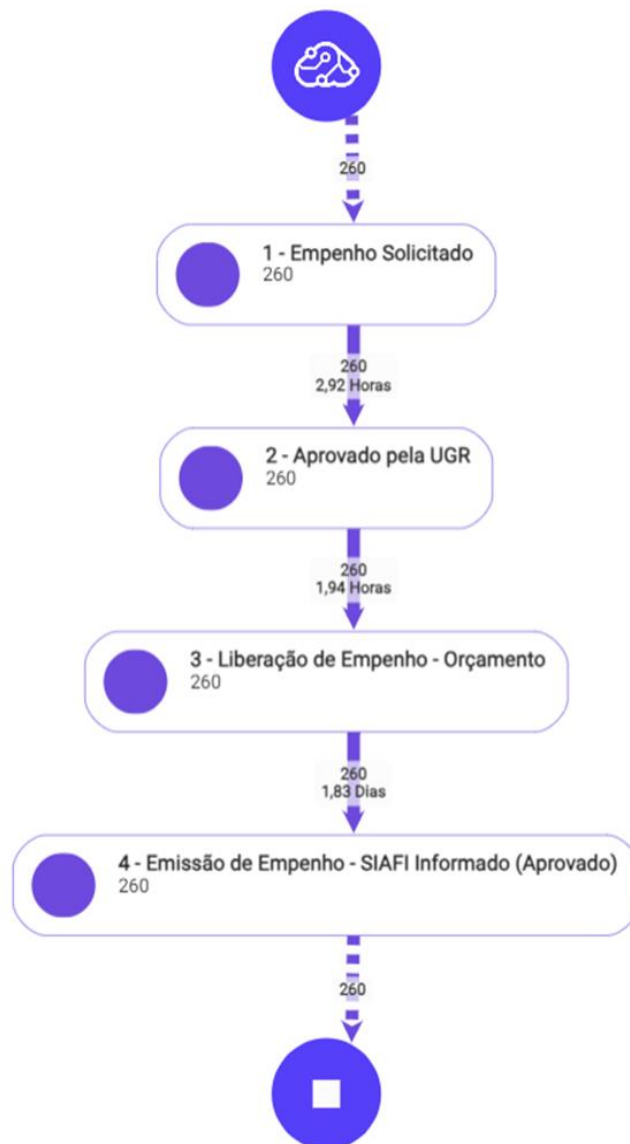 260
1 - Empenho Solicitado
260
260
2,92 Horas
2 - Aprovado pela UGR
260
260
1,94 Horas
3 - Liberação de Empenho - Orçamento
260
260
1,83 Dias
4 - Emissão de Empenho - SIAFI Informado (Aprovado)
260
260